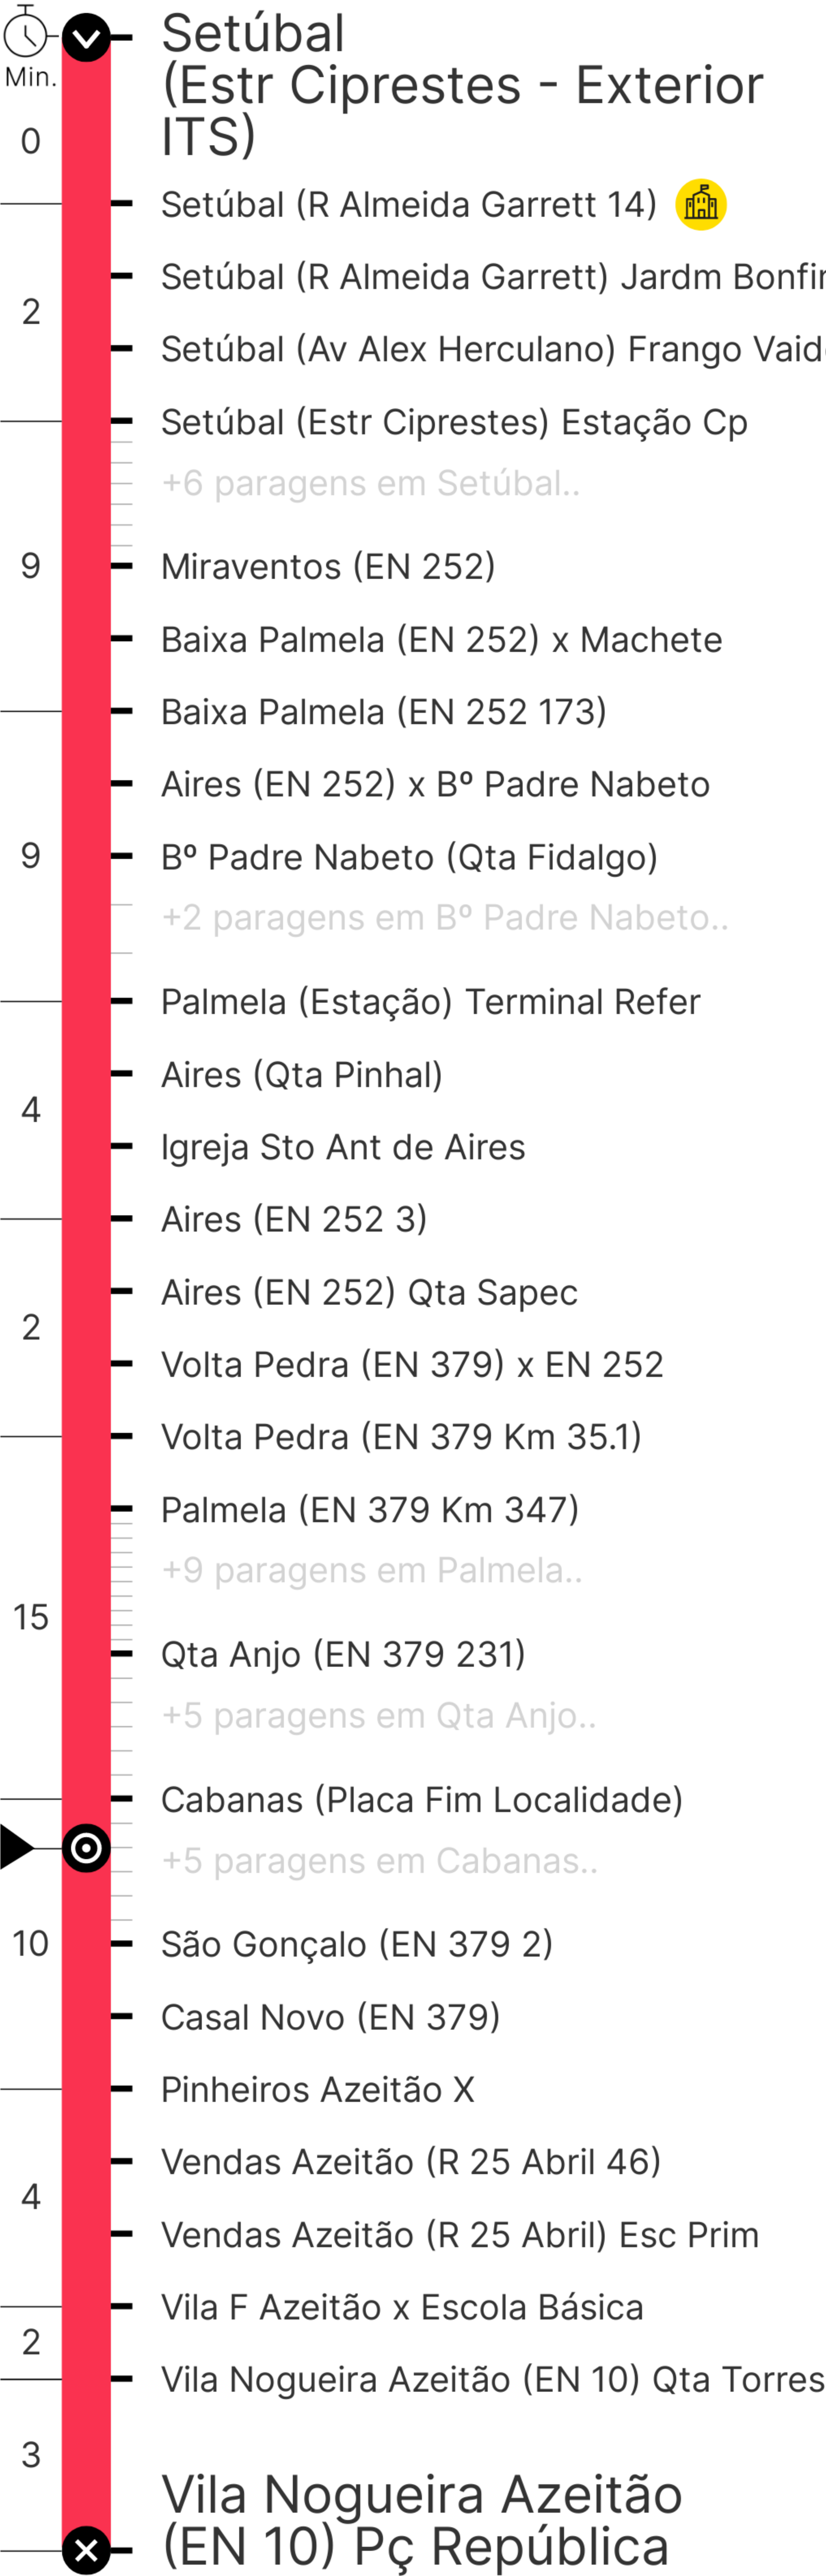 Setúbal
(Estr Ciprestes - Exterior
ITS)
Min.
0
Setúbal (R Almeida Garrett 14)
Setúbal (R Almeida Garrett) Jardm Bonfi
2
Setúbal (Av Alex Herculano) Frango Vaid
Setúbal (Estr Ciprestes) Estação Cp
+6 paragens em Setúbal..
9
Miraventos (EN 252)
Baixa Palmela (EN 252) x Machete
Baixa Palmela (EN 252 173)
Aires (EN 252) x Bº Padre Nabeto
9
Bº Padre Nabeto (Qta Fidalgo)
+2 paragens em Bº Padre Nabeto..
Palmela (Estação) Terminal Refer
Aires (Qta Pinhal)
4
Igreja Sto Ant de Aires
Aires (EN 252 3)
Aires (EN 252) Qta Sapec
2
Volta Pedra (EN 379) x EN 252
Volta Pedra (EN 379 Km 35.1)
Palmela (EN 379 Km 347)
+9 paragens em Palmela..
15
Qta Anjo (EN 379 231)
+5 paragens em Qta Anjo..
Cabanas (Placa Fim Localidade)
+5 paragens em Cabanas..
10
São Gonçalo (EN 379 2)
Casal Novo (EN 379)
Pinheiros Azeitão X
Vendas Azeitão (R 25 Abril 46)
4
Vendas Azeitão (R 25 Abril) Esc Prim
Vila F Azeitão x Escola Básica
2
Vila Nogueira Azeitão (EN 10) Qta Torres
3
Vila Nogueira Azeitão
(EN 10) Pç República